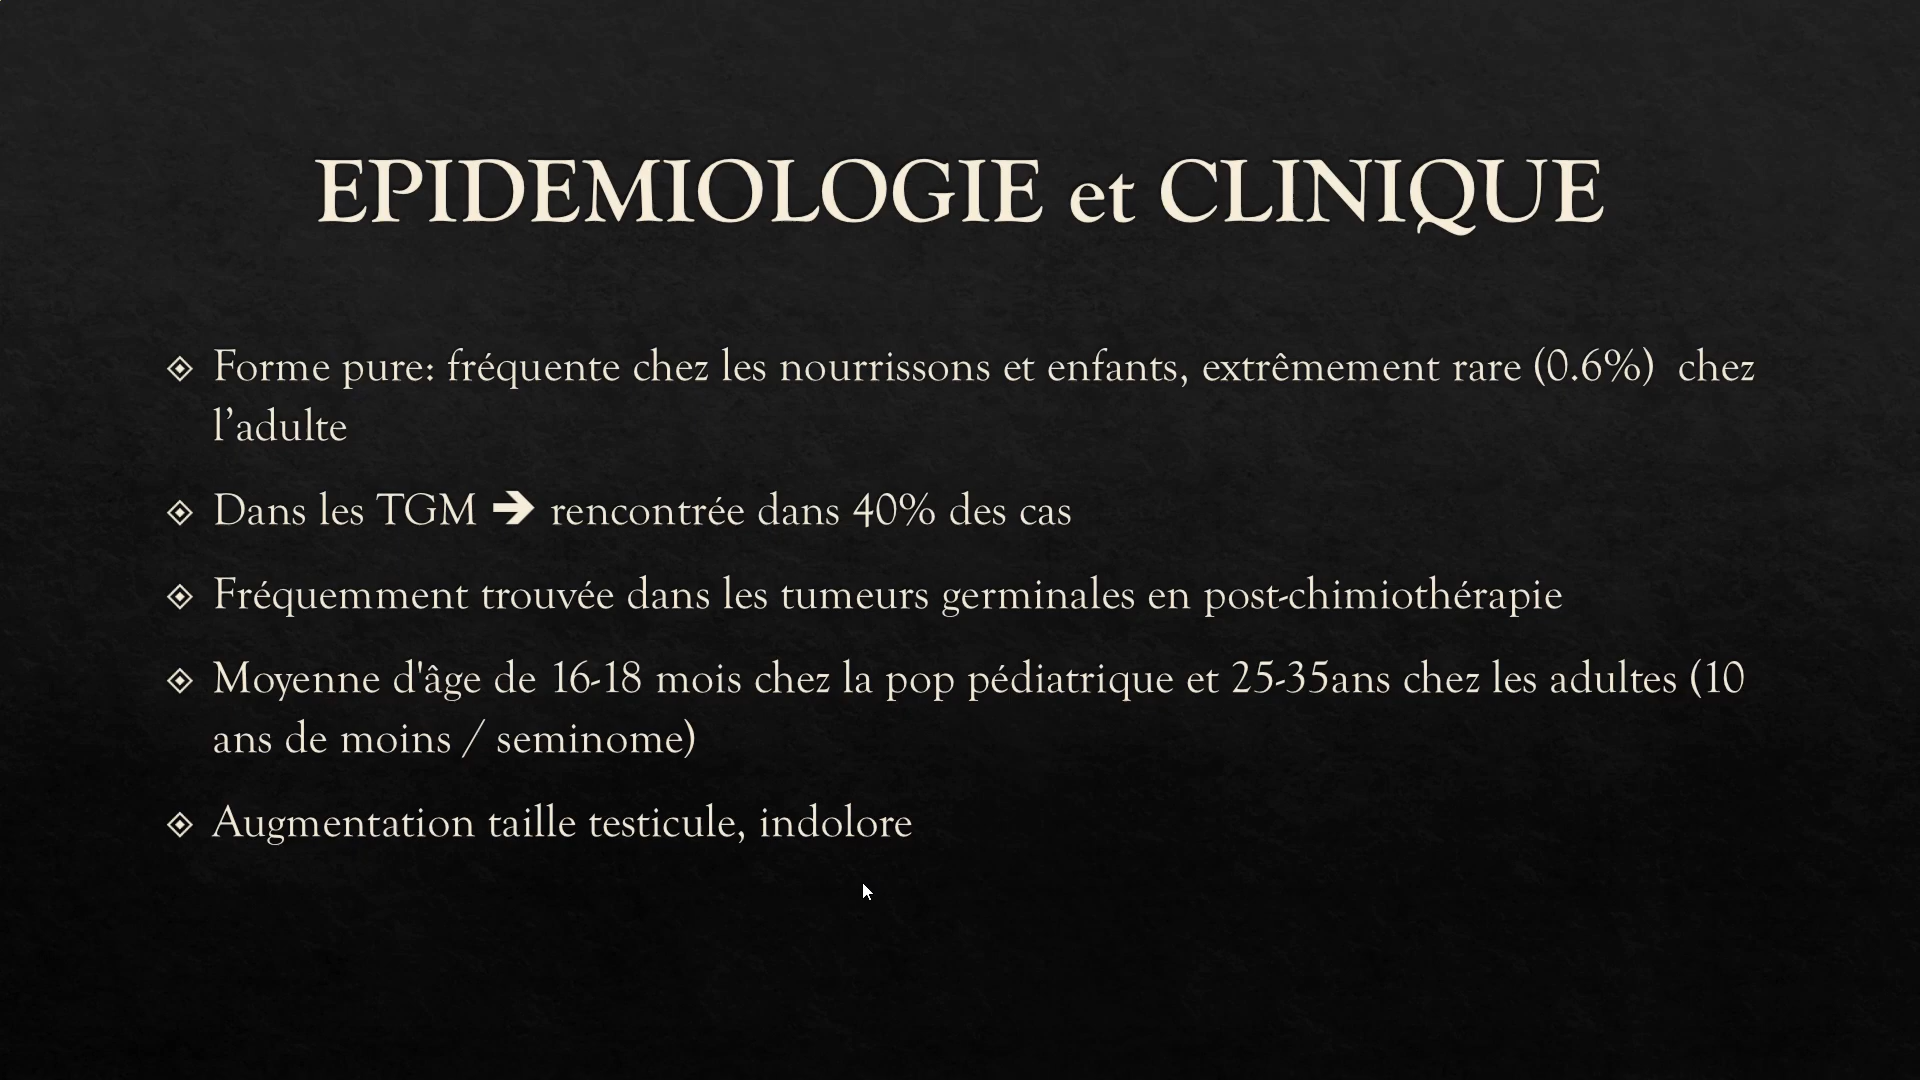 EPIDEMIOLOGIE et CLINIQUE
Forme pure: fréquente chez les nourrissons et enfants, extrêmement rare (0.6%)  chez
l’adulte
Dans les TGM 🡺 rencontrée dans 40% des cas
Fréquemment trouvée dans les tumeurs germinales en post-chimiothérapie
Moyenne d'âge de 16-18 mois chez la pop pédiatrique et 25-35ans chez les adultes (10
ans de moins / seminome)
Augmentation taille testicule, indolore